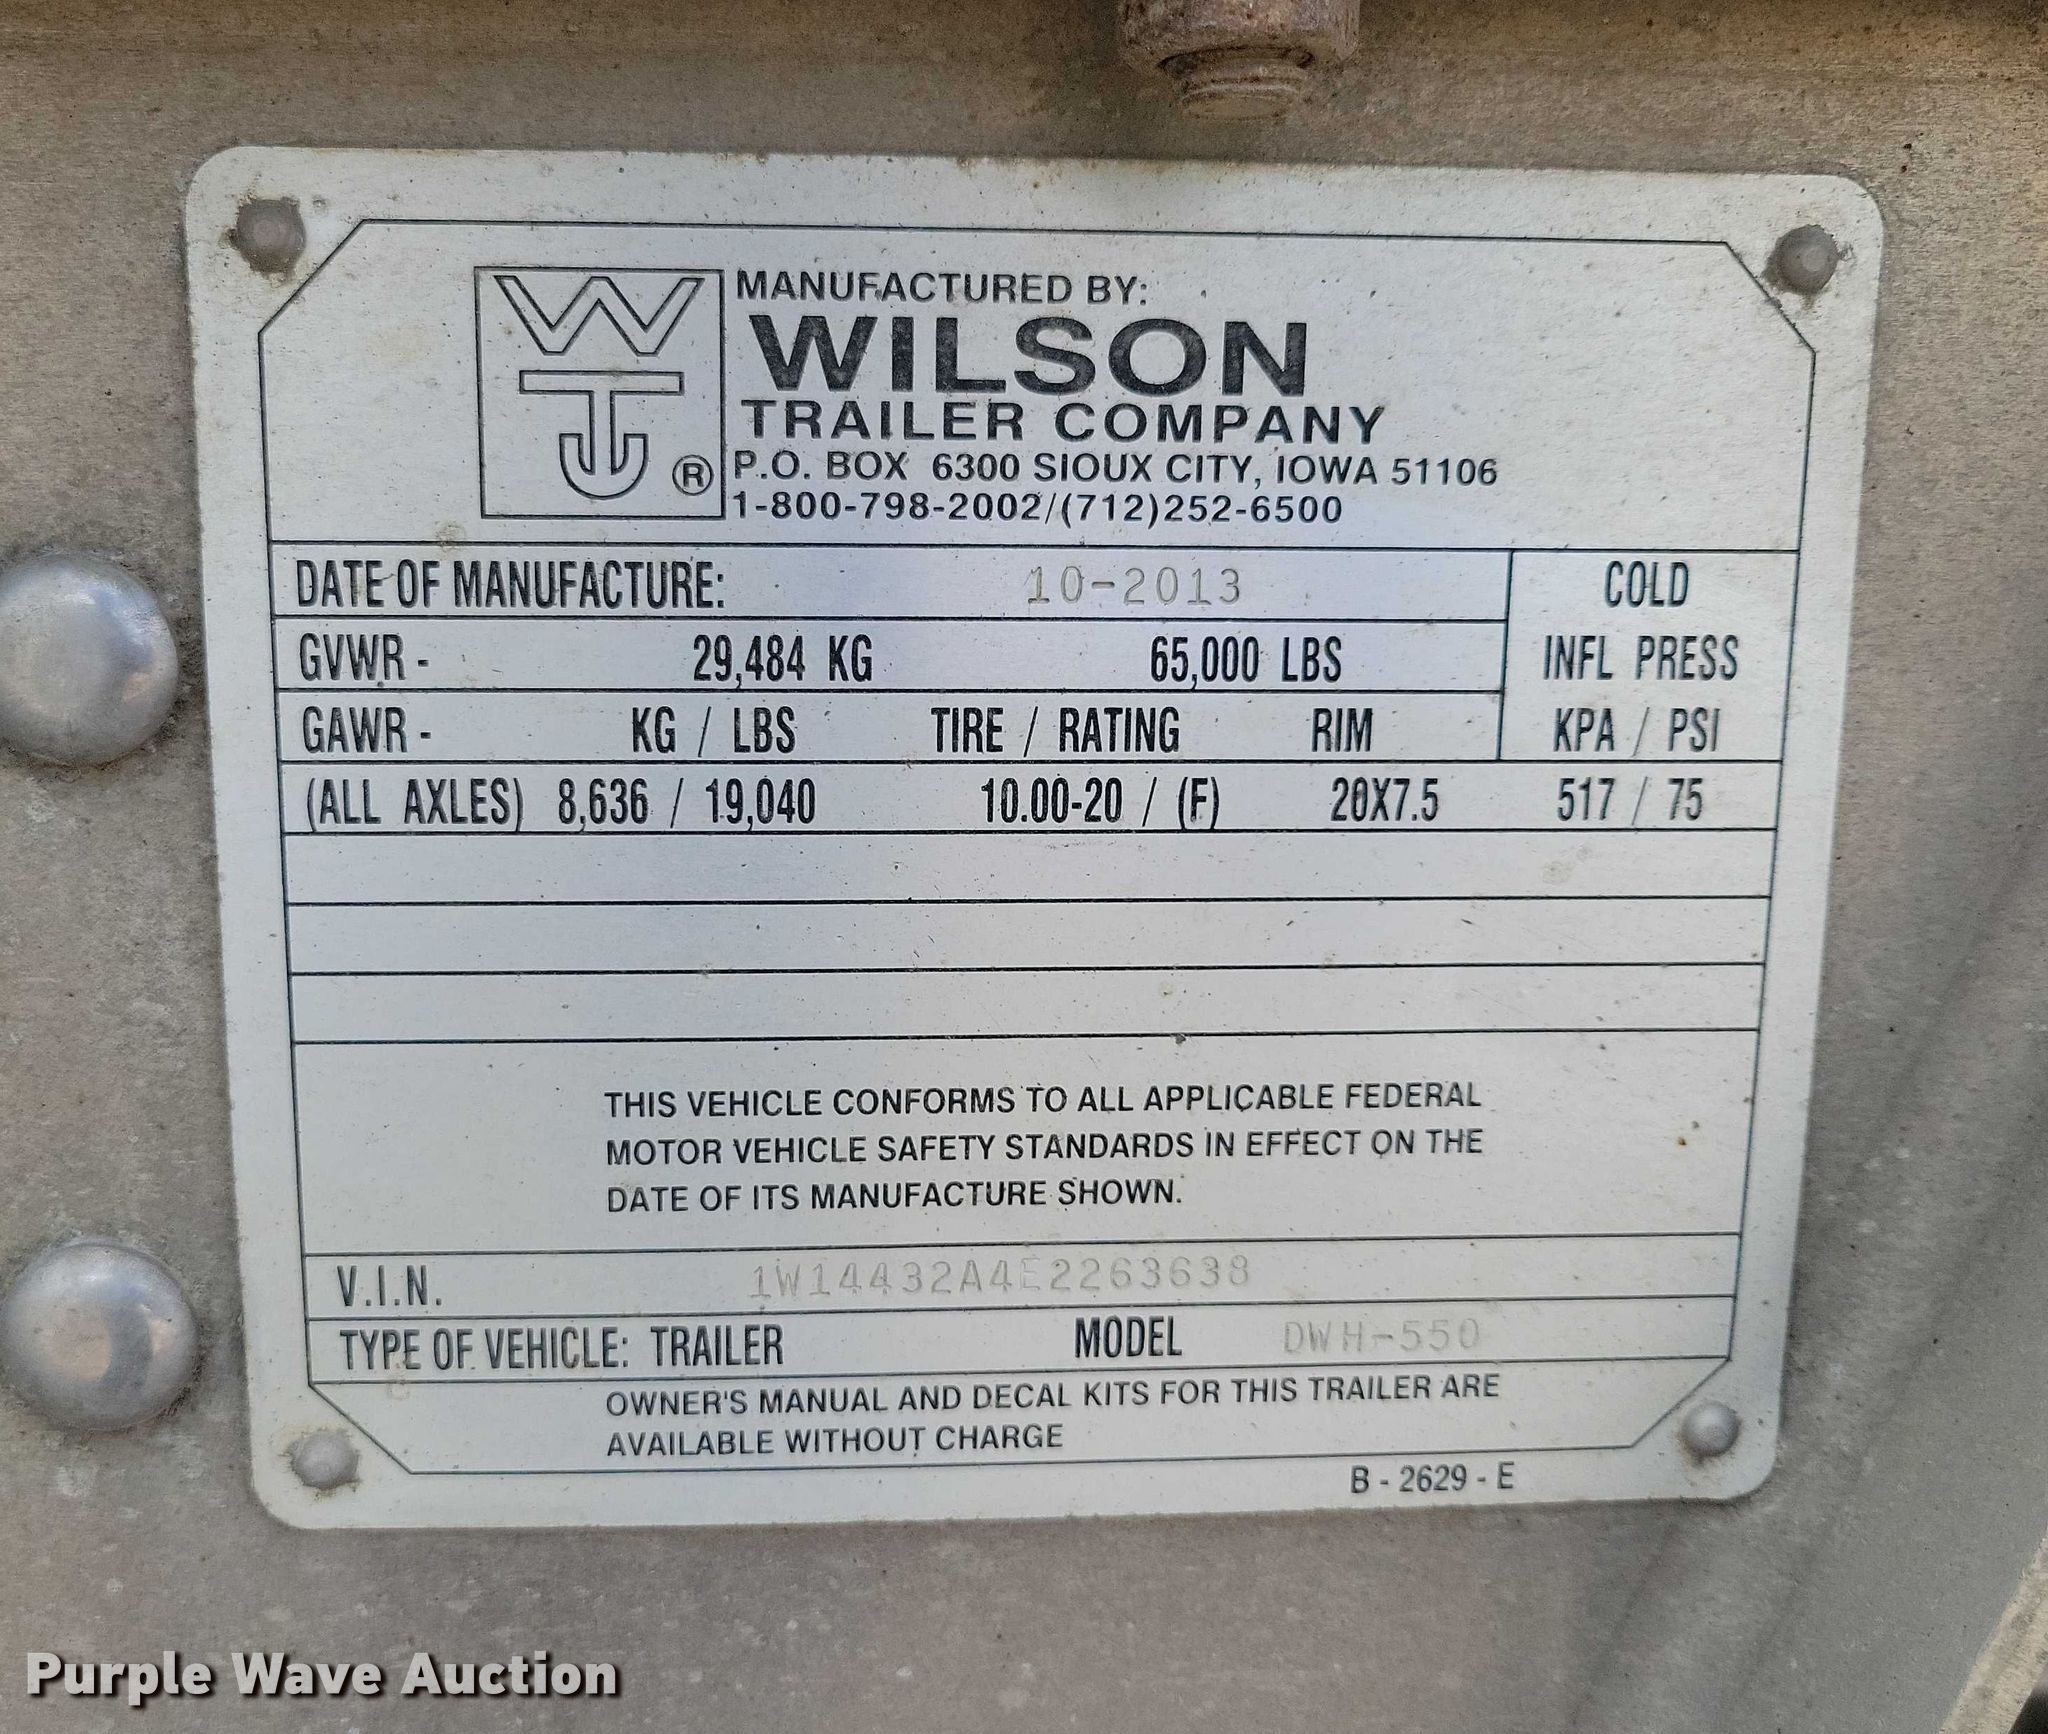 WT
®
MANUFACTURED BY:
WILSON
TRAILER COMPANY
P.O. BOX 6300 SIOUX CITY, IOWA 51106
1-800-798-2002/(712)252-6500
DATE OF MANUFACTURE: 10-2013
COLD
GVWR - 29,484 KG 65,000 LBS
INFL PRESS
GAWR - KG / LBS TIRE / RATING RIM KPA / PSI
(ALL AXLES) 8,636 / 19,040 10.00-20 / (F) 20X7.5 517 / 75
THIS VEHICLE CONFORMS TO ALL APPLICABLE FEDERAL
MOTOR VEHICLE SAFETY STANDARDS IN EFFECT ON THE
DATE OF ITS MANUFACTURE SHOWN.
V.I.N. 1W14432A4E2263638
TYPE OF VEHICLE: TRAILER MODEL DWH-550
OWNER'S MANUAL AND DECAL KITS FOR THIS TRAILER ARE
AVAILABLE WITHOUT CHARGE
B - 2629 - E
Purple Wave Auction